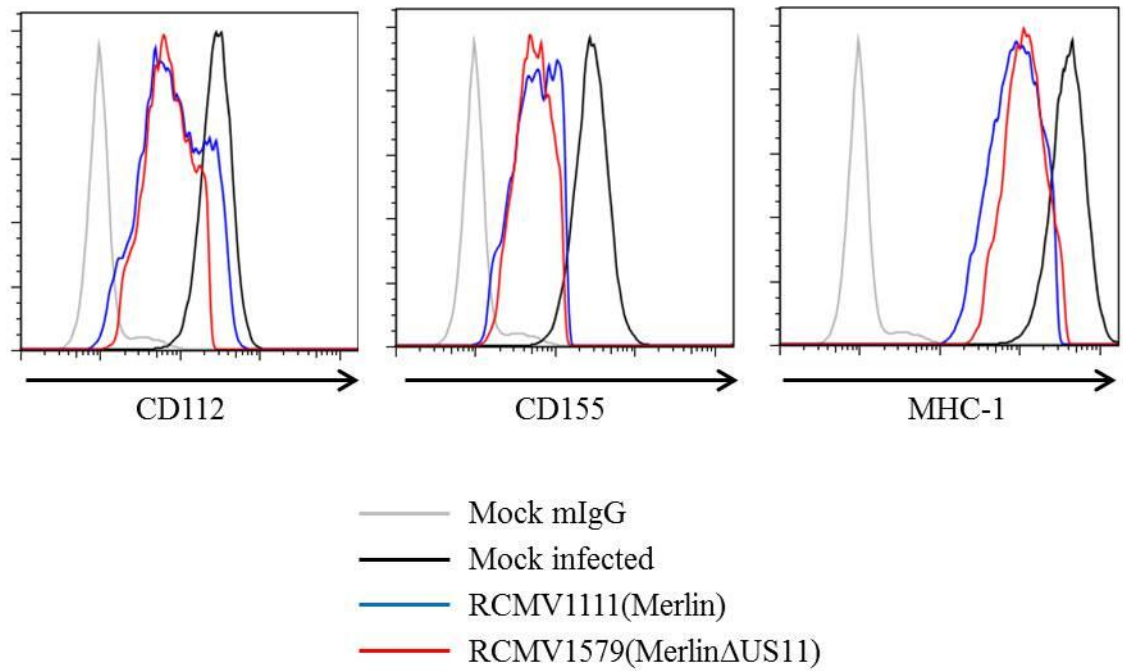 CD112
CD155
MHC-1
Mock mIgG
Mock infected
RCMV1111(Merlin)
RCMV1579(MerlinΔUS11)